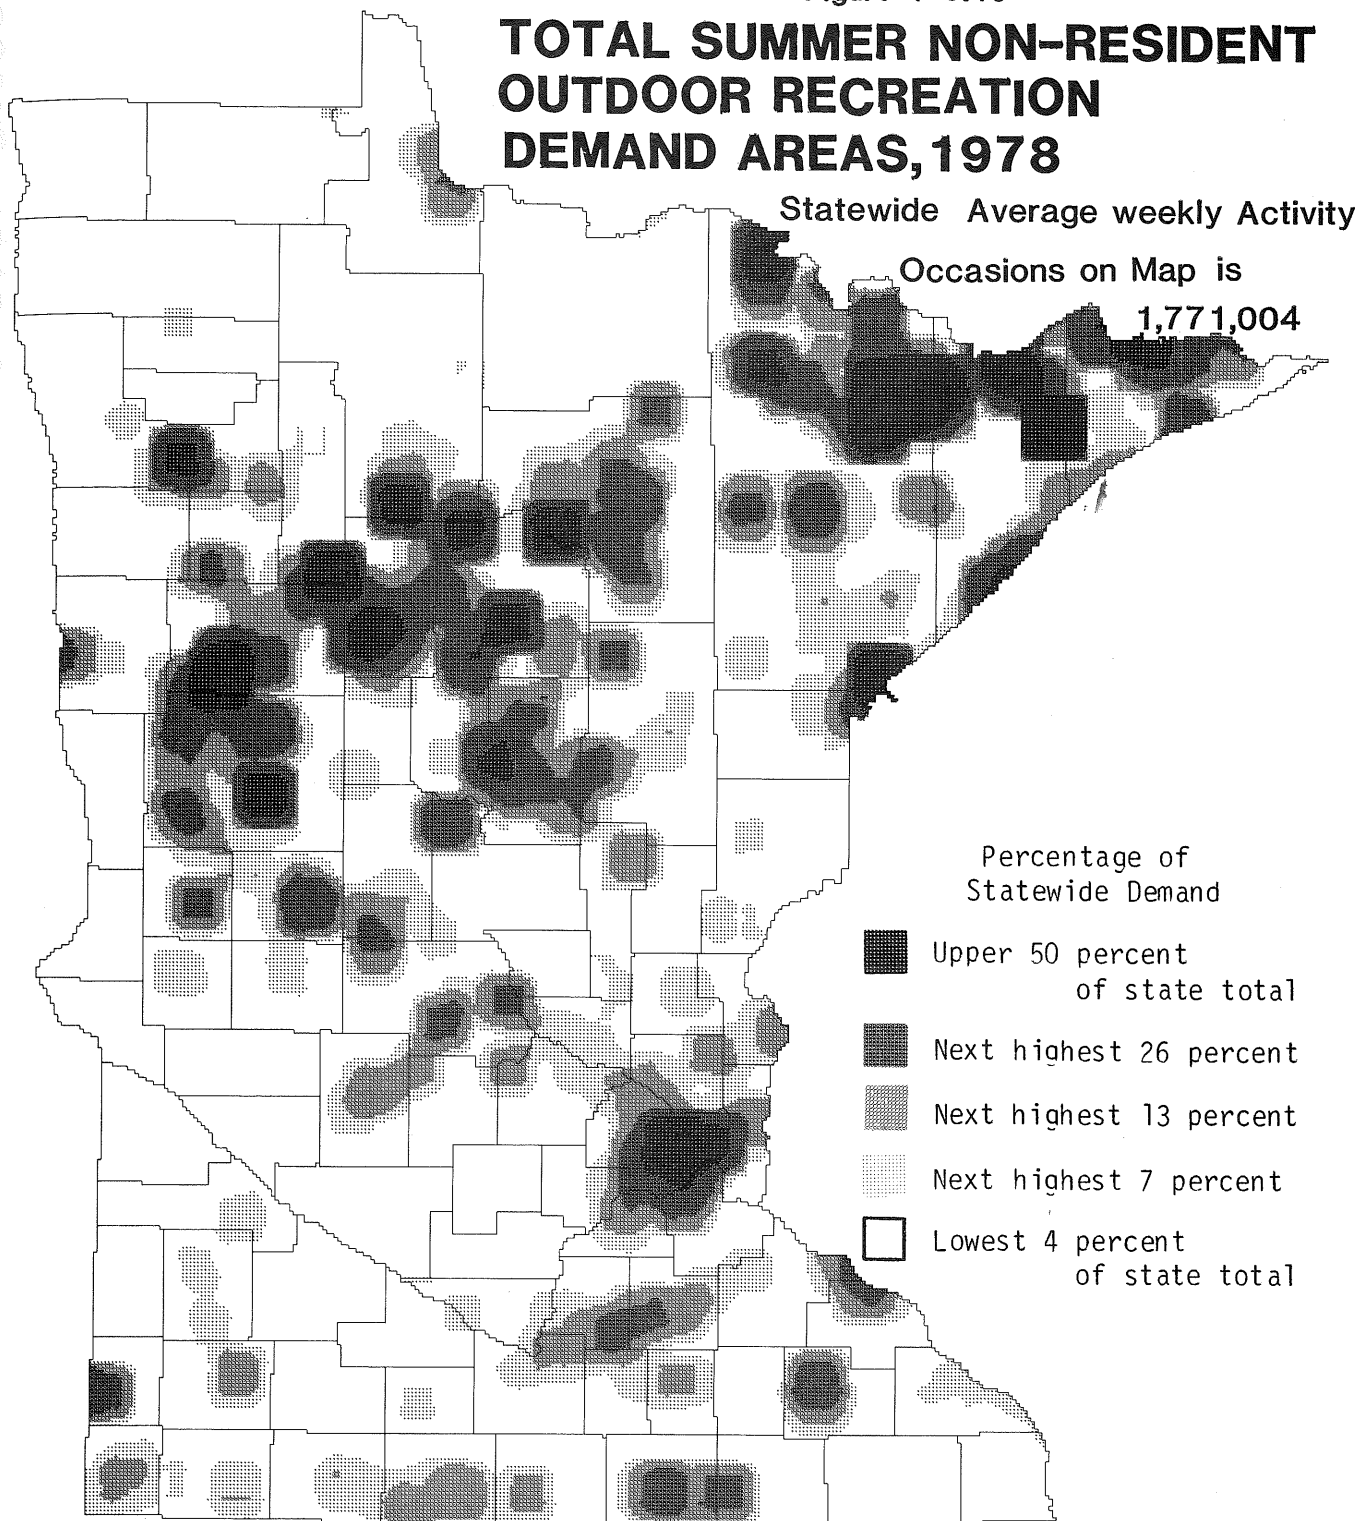 TOTAL SUMMER NON-RESIDENT
OUTDOOR RECREATION
DEMAND AREAS, 1978
Statewide Average weekly Activity
Occasions on Map is
1,771,004
Percentage of
Statewide Demand
Upper 50 percent
of state total
Next highest 26 percent
Next highest 13 percent
Next highest 7 percent
Lowest 4 percent
of state total